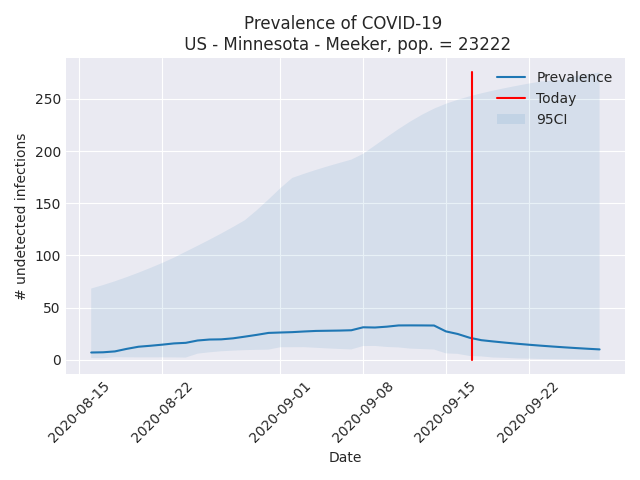 Prevalence of COVID-19
US - Minnesota - Meeker, pop. = 23222
Prevalence
Today
95CI
# undetected infections
250
200
150
100
50
0
2020-08-15
2020-08-22
2020-09-01
2020-09-08
2020-09-15
2020-09-22
Date